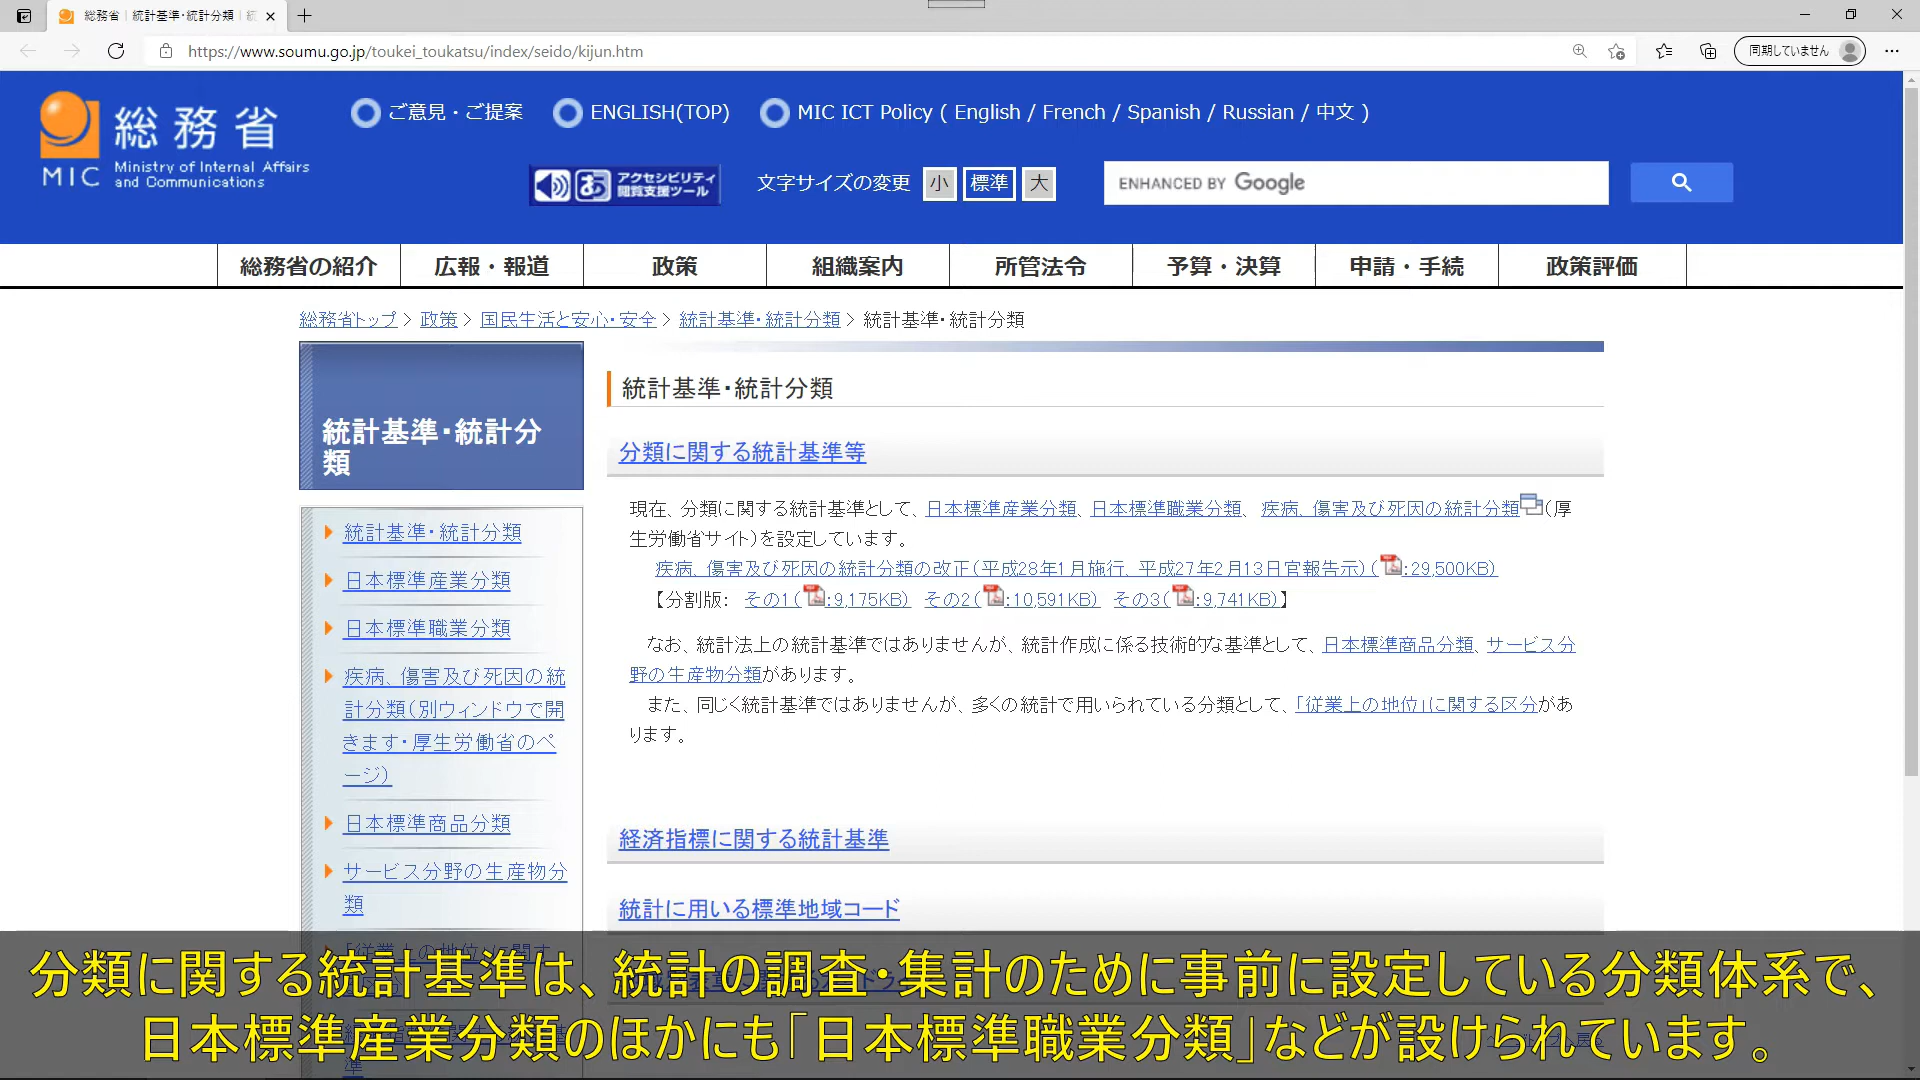 総務省｜統計基準・統計分類｜統
https://www.soumu.go.jp/toukei_toukatsu/index/seido/kijun.htm
同期していません
ご意見・ご提案
ENGLISH(TOP)
MIC ICT Policy ( English / French / Spanish / Russian / 中文 )
総務省
MIC
Ministry of Internal Affairs
and Communications
アクセシビリティ
閲覧支援ツール
文字サイズの変更 小 標準 大
ENHANCED BY Google
総務省の紹介 広報・報道 政策 組織案内 所管法令 予算・決算 申請・手続 政策評価
総務省トップ > 政策 > 国民生活と安心・安全 > 統計基準・統計分類 > 統計基準・統計分類
統計基準・統計分
類
統計基準・統計分類
日本標準産業分類
日本標準職業分類
疾病、傷害及び死因の統
計分類（別ウィンドウで開
きます・厚生労働省のペ
ージ）
日本標準商品分類
サービス分野の生産物分
類
統計基準・統計分類
分類に関する統計基準等
現在、分類に関する統計基準として、日本標準産業分類、日本標準職業分類、 疾病、傷害及び死因の統計分類（厚
生労働省サイト）を設定しています。
疾病、傷害及び死因の統計分類の改正（平成28年1月施行、平成27年2月13日官報告示）（PDF:29,500KB）
【分割版： その1（PDF:9,175KB） その2（PDF:10,591KB） その3（PDF:9,741KB）】
なお、統計法上の統計基準ではありませんが、統計作成に係る技術的な基準として、日本標準商品分類、サービス分
野の生産物分類があります。
また、同じく統計基準ではありませんが、多くの統計で用いられている分類として、「従業上の地位」に関する区分があ
ります。
経済指標に関する統計基準
統計に用いる標準地域コード
分類に関する統計基準は、統計の調査・集計のために事前に設定している分類体系で、
日本標準産業分類のほかにも「日本標準職業分類」などが設けられています。